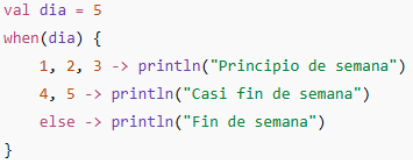 val dia = 5
when(dia) {
    1, 2, 3 -> println("Principio de semana")
    4, 5 -> println("Casi fin de semana")
    else -> println("Fin de semana")
}